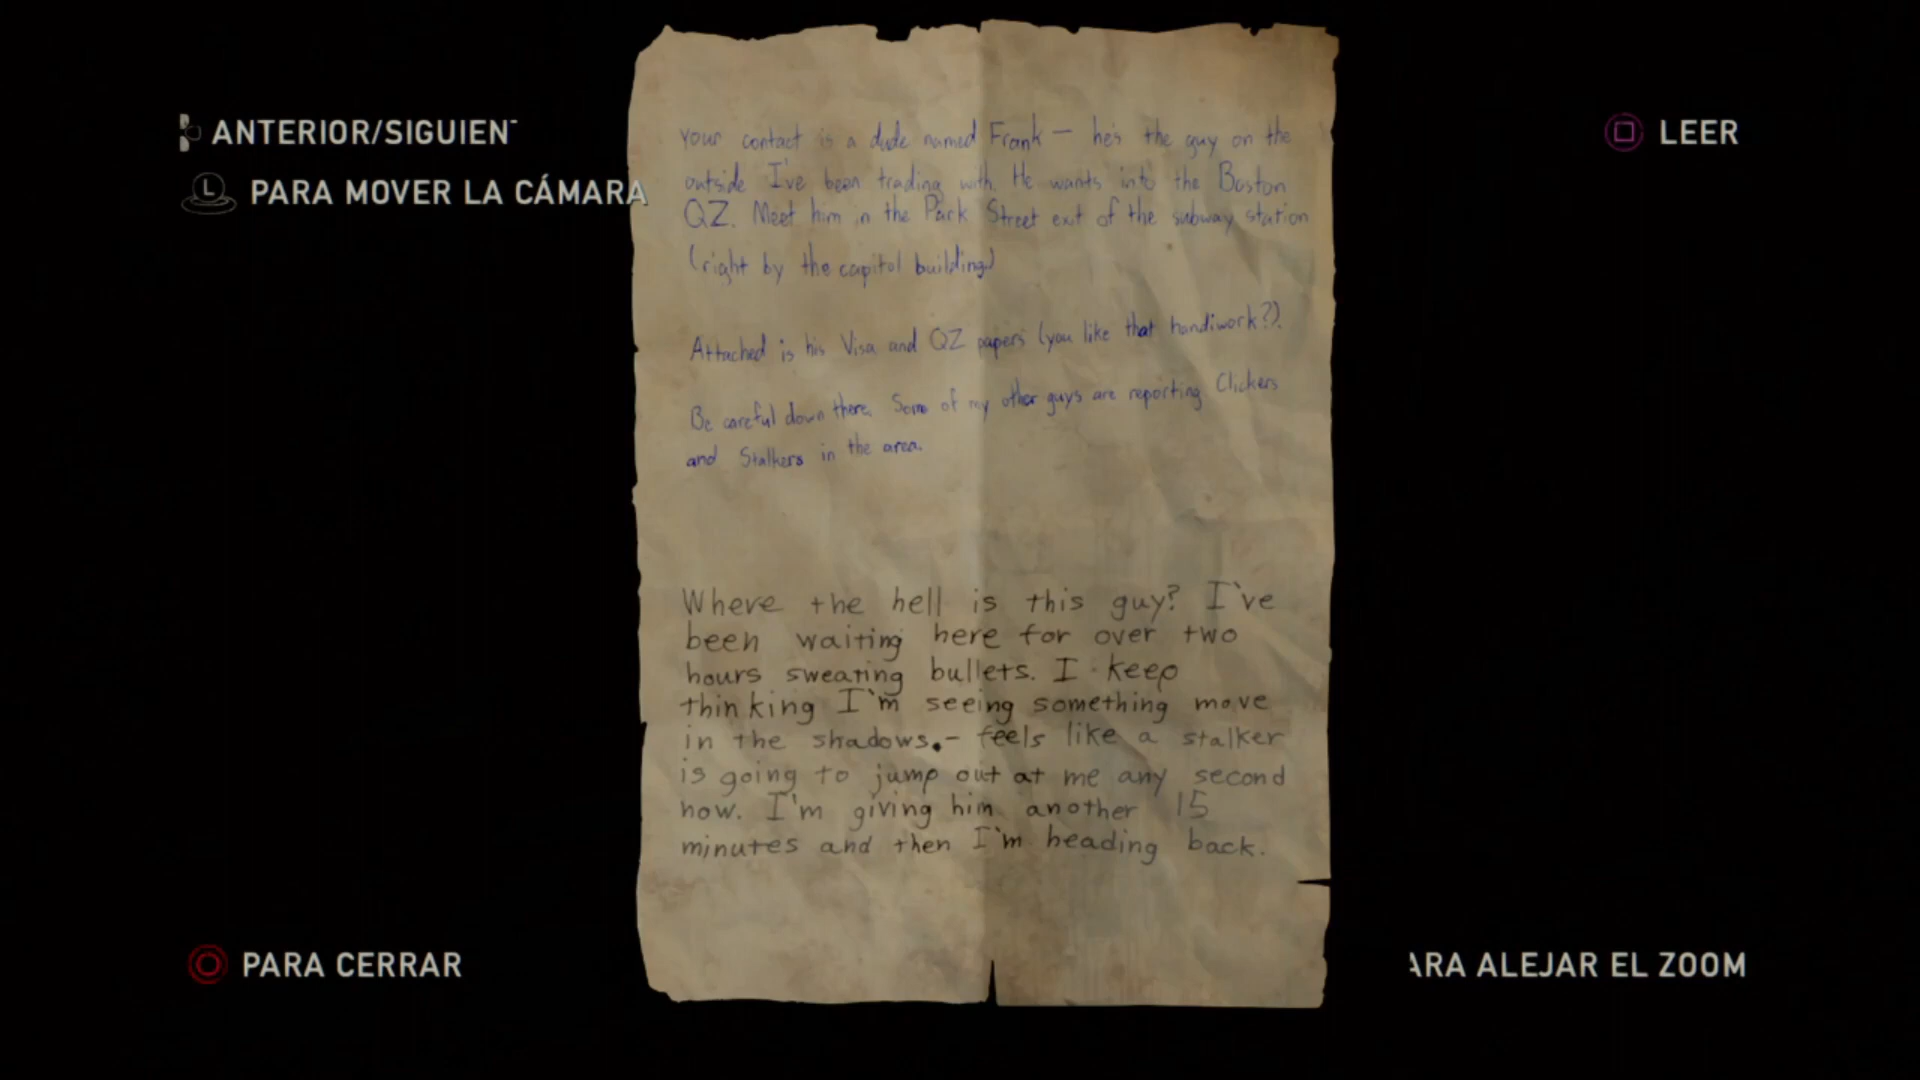 ANTERIOR/SIGUIEN
L PARA MOVER LA CÁMARA
LEER
your contact is a dude named Frank — he's the guy on the
outside I've been trading with. He wants into the Boston
QZ. Meet him in the Park Street exit of the subway station
(right by the capitol building.)
Attached is his Visa and QZ papers (you like that handiwork?).
Be careful down there. Some of my other guys are reporting Clickers
and Stalkers in the area.
Where the hell is this guy? I've
been waiting here for over two
hours sweating bullets. I keep
thinking I'm seeing something move
in the shadows.- feels like a stalker
is going to jump out at me any second
now. I'm giving him another 15
minutes and then I'm heading back.
PARA CERRAR
ARA ALEJAR EL ZOOM